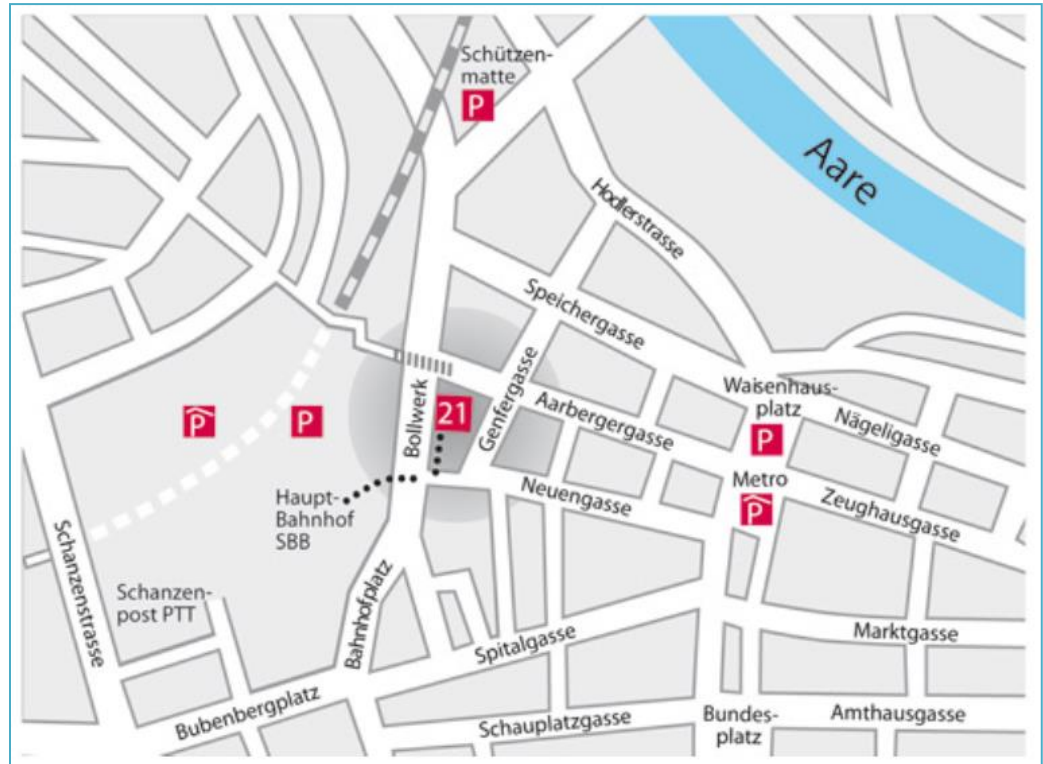 Schützen-
matte
P
Aare
Hodlerstrasse
Speichergasse
Waisenhaus-
platz
P
Nägeligasse
Bollwerk
21
Genfergasse
Aarbergergasse
P
P
Metro
P
Zeughausgasse
Neuengasse
Haupt-
Bahnhof
SBB
Schanzenstrasse
Schanzen-
post PTT
Bahnhofplatz
Spitalgasse
Marktgasse
Bubenbergplatz
Schauplatzgasse
Bundes-
platz
Amthausgasse